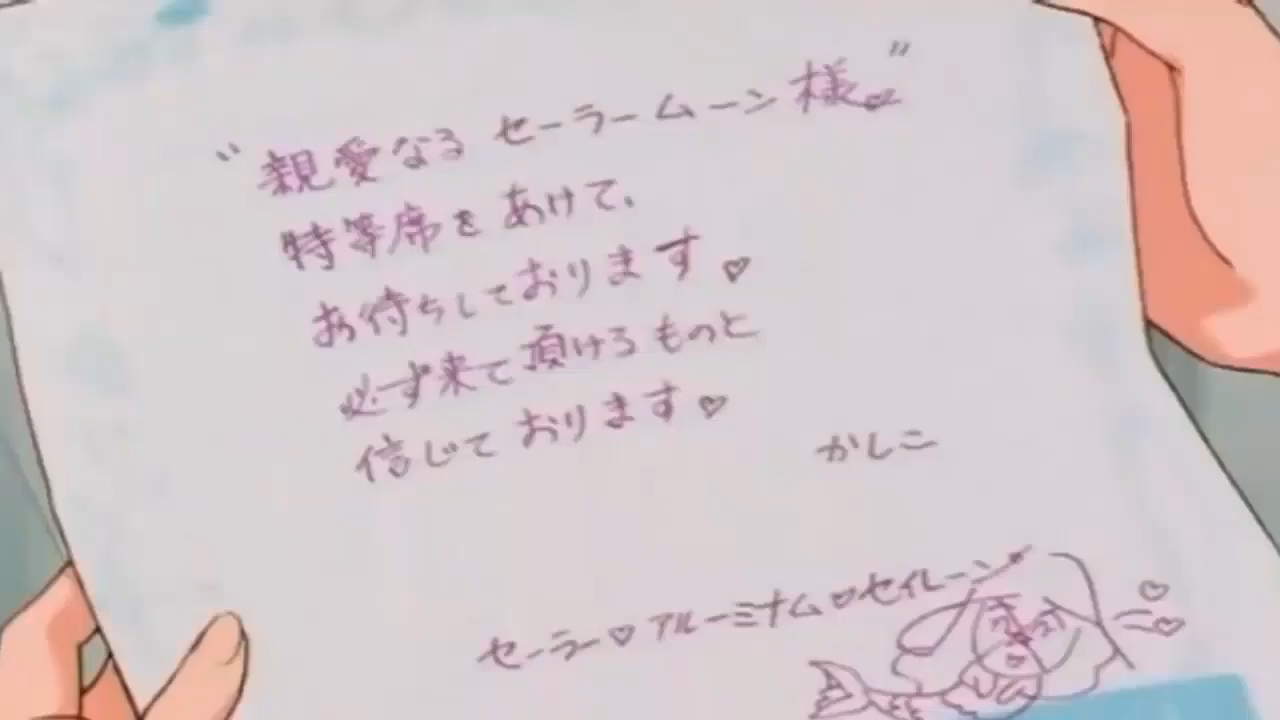 “親愛なる セーラームーン様♡”
特等席をあけて、
お待ちしております♡
必ず来て頂けるものと
信じております♡
かしこ
セーラー♡アルーミナム♡セイレーン